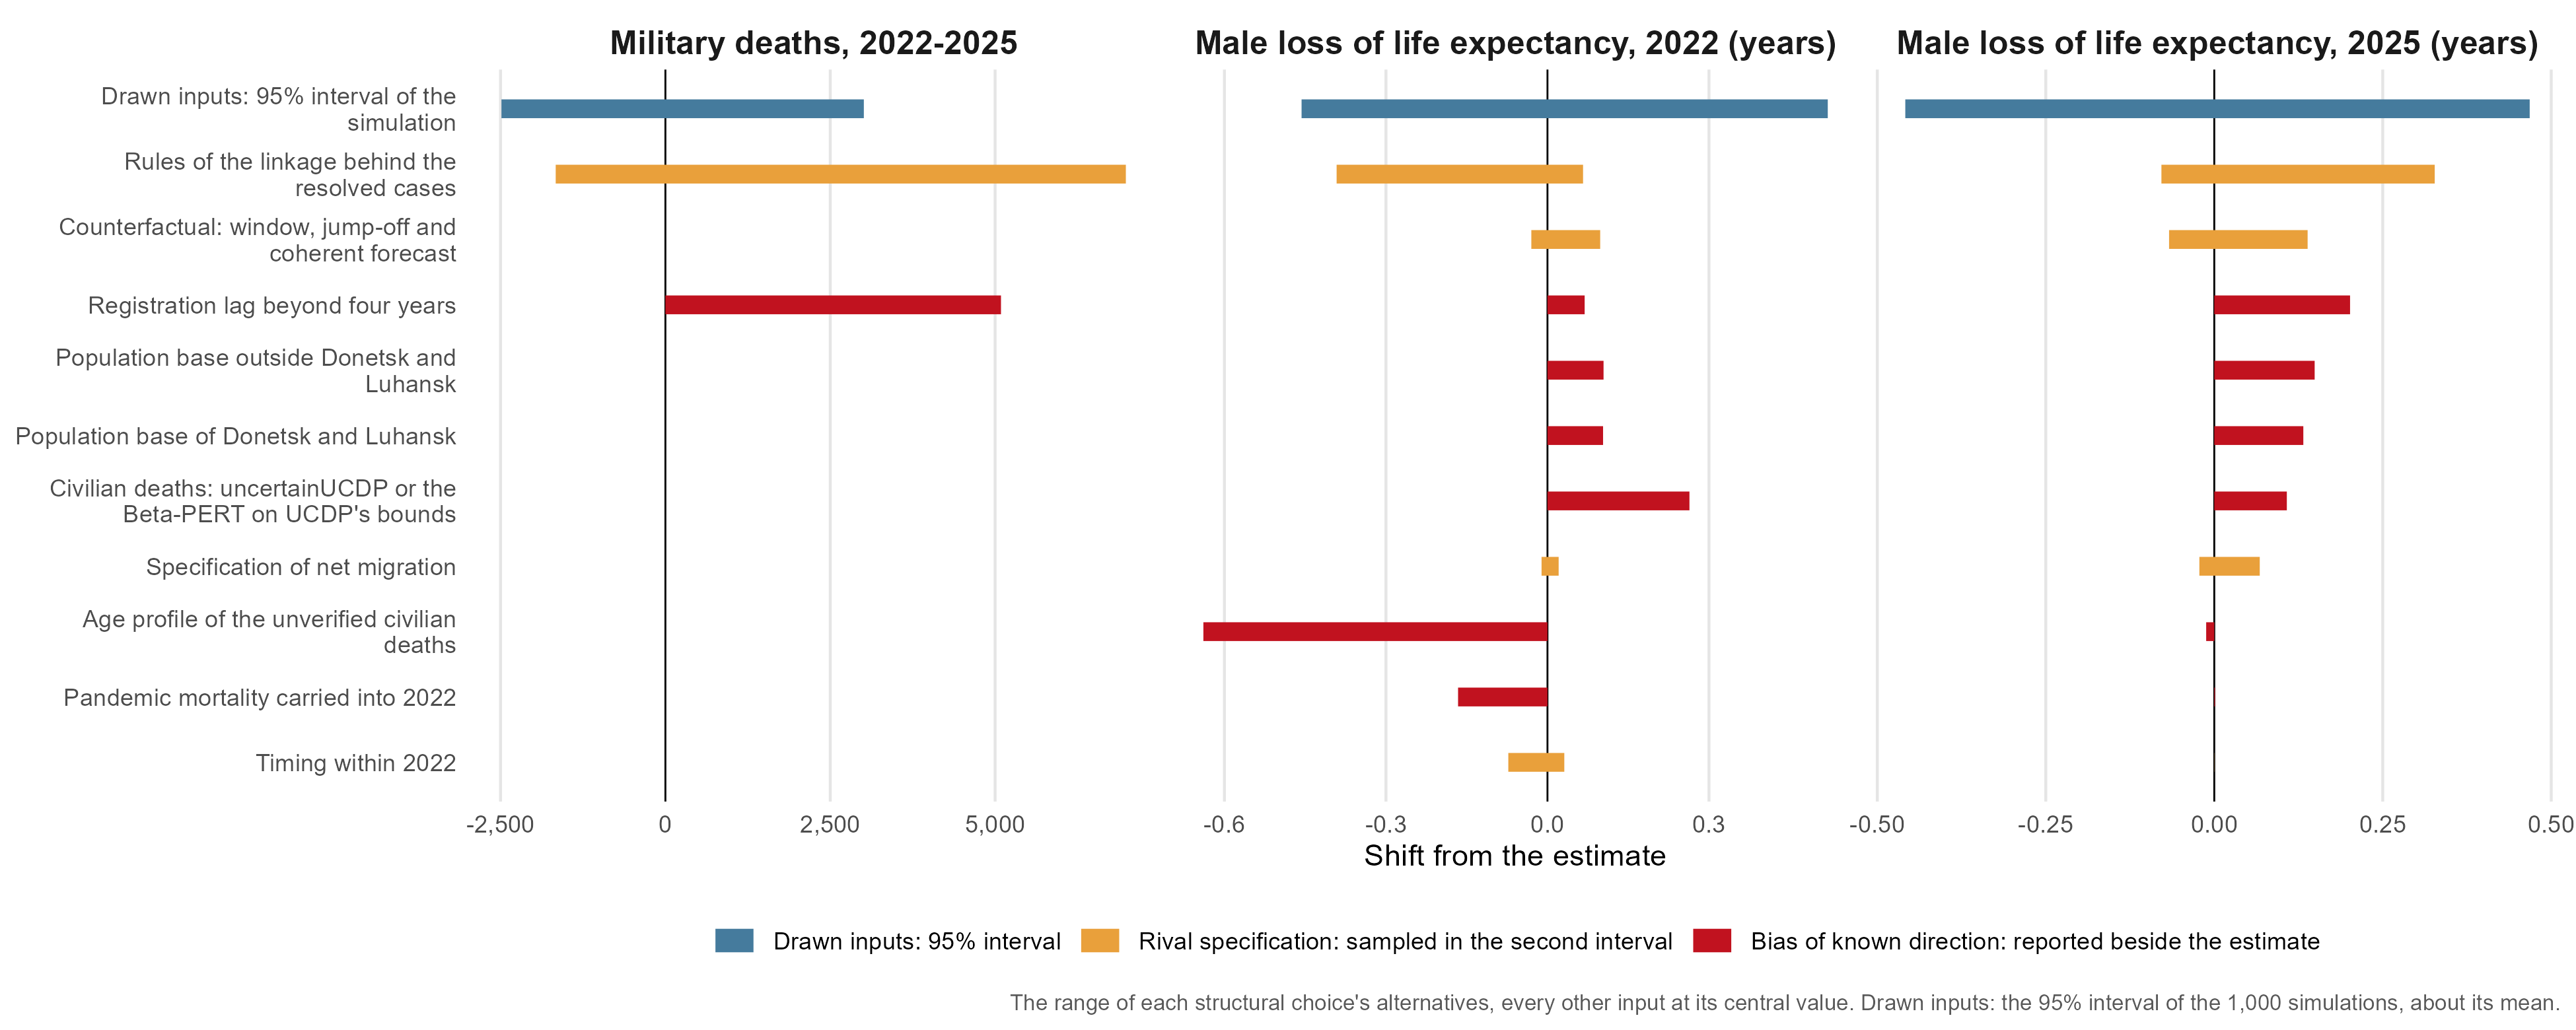 Military deaths, 2022-2025
Male loss of life expectancy, 2022 (years)
Male loss of life expectancy, 2025 (years)
Drawn inputs: 95% interval of the
simulation
Rules of the linkage behind the
resolved cases
Counterfactual: window, jump-off and
coherent forecast
Registration lag beyond four years
Population base outside Donetsk and
Luhansk
Population base of Donetsk and Luhansk
Civilian deaths: uncertainUCDP or the
Beta-PERT on UCDP's bounds
Specification of net migration
Age profile of the unverified civilian
deaths
Pandemic mortality carried into 2022
Timing within 2022
-2,500 0 2,500 5,000
-0.6 -0.3 0.0 0.3
-0.50 -0.25 0.00 0.25 0.50
Shift from the estimate
Drawn inputs: 95% interval
Rival specification: sampled in the second interval
Bias of known direction: reported beside the estimate
The range of each structural choice's alternatives, every other input at its central value. Drawn inputs: the 95% interval of the 1,000 simulations, about its mean.